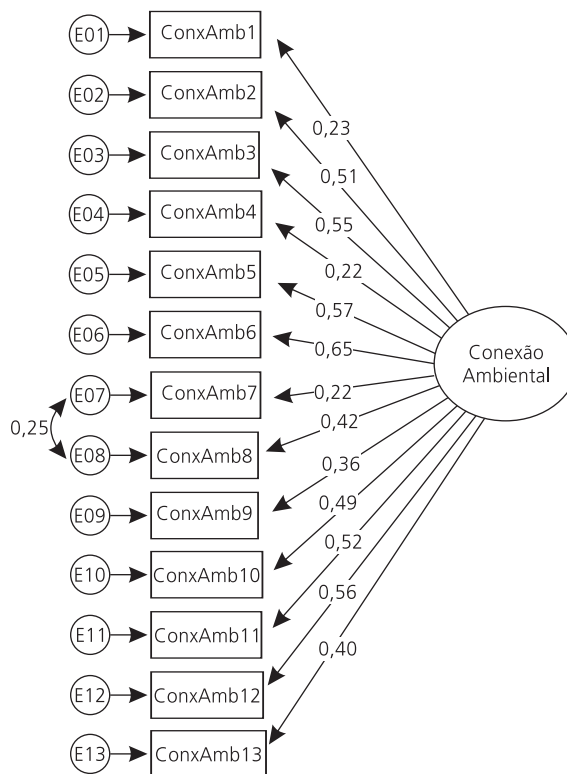 E01 ConxAmb1
0,23
E02 ConxAmb2
0,51
E03 ConxAmb3
0,55
E04 ConxAmb4
0,22
E05 ConxAmb5
0,57
E06 ConxAmb6
0,65
Conexão
Ambiental
E07 ConxAmb7
0,22
0,25
0,42
E08 ConxAmb8
0,36
E09 ConxAmb9
0,49
E10 ConxAmb10
0,52
E11 ConxAmb11
0,56
E12 ConxAmb12
0,40
E13 ConxAmb13